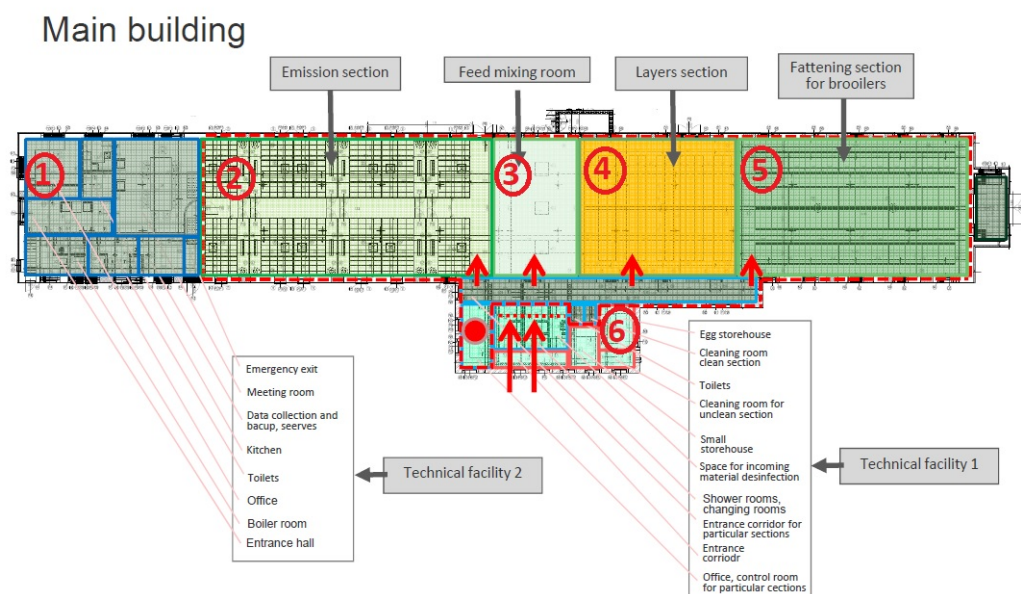 Main building
Emission section
Feed mixing room
Layers section
Fattening section
for brooilers
1
2
3
4
5
6
Emergency exit
Meeting room
Data collection and
bacup, seerves
Kitchen
Toilets
Office
Boiler room
Entrance hall
Technical facility 2
Egg storehouse
Cleaning room
clean section
Toilets
Cleaning room for
unclean section
Small
storehouse
Space for incoming
material desinfection
Shower rooms,
changing rooms
Entrance corridor for
particular sections
Entrance
corriodr
Office, control room
for particular cections
Technical facility 1